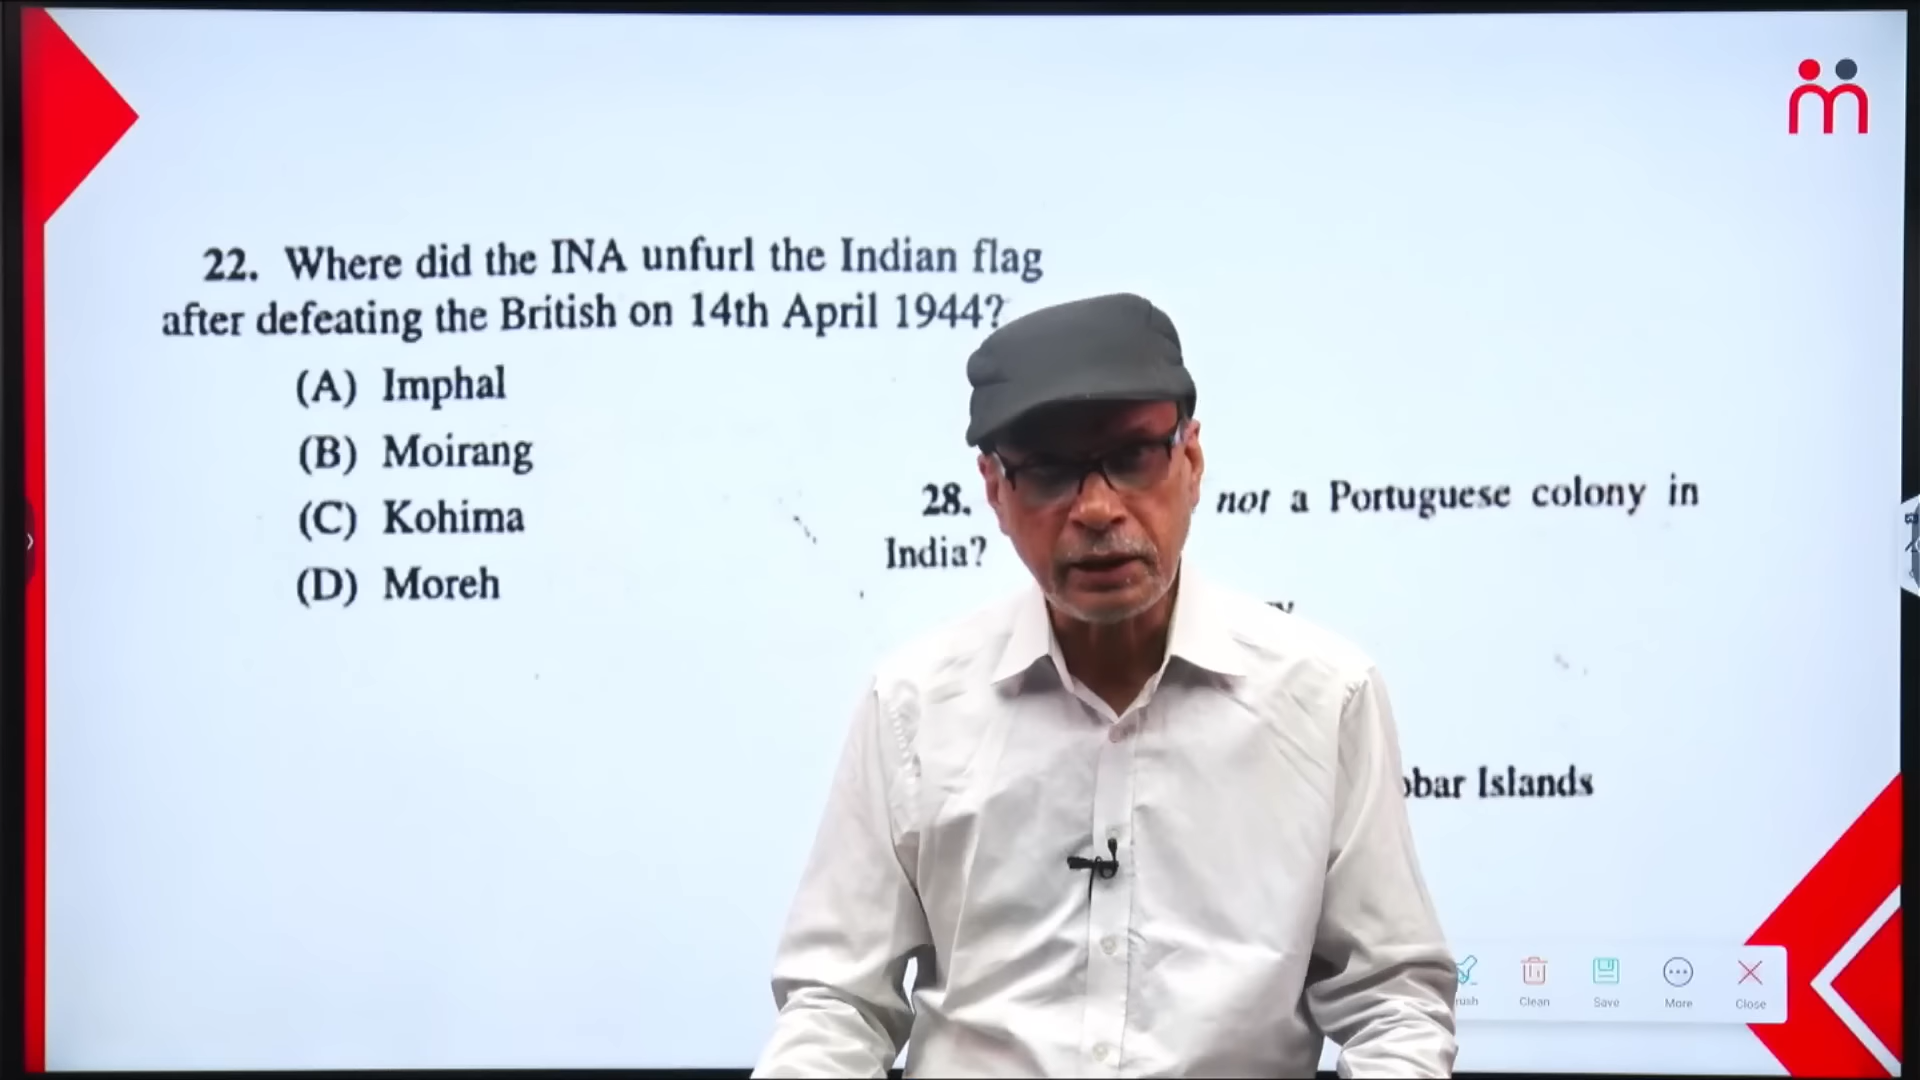 22. Where did the INA unfurl the Indian flag
after defeating the British on 14th April 1944?
(A) Imphal
(B) Moirang
(C) Kohima
(D) Moreh
28. not a Portuguese colony in
India?
Islands
Clean Save More Close